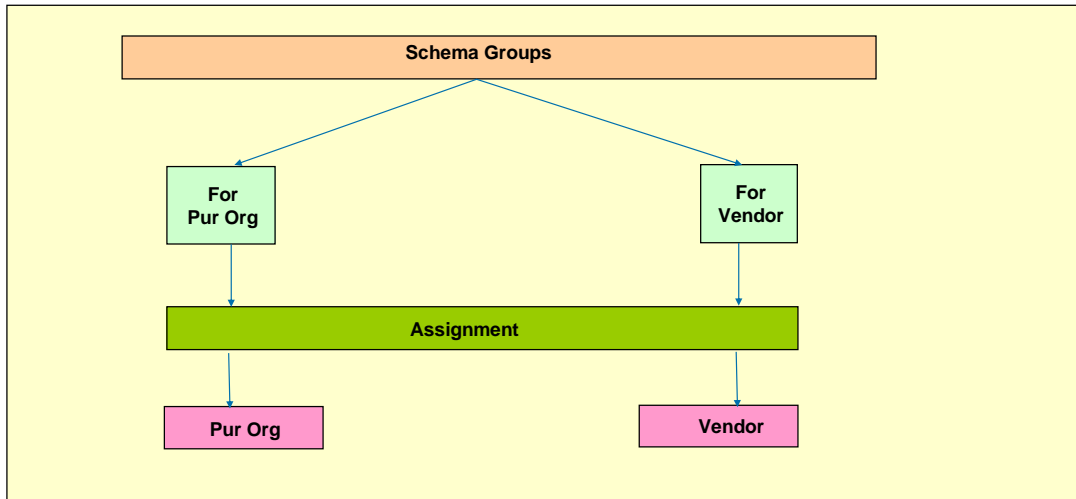 Schema Groups
For
Pur Org
For
Vendor
Assignment
Pur Org
Vendor